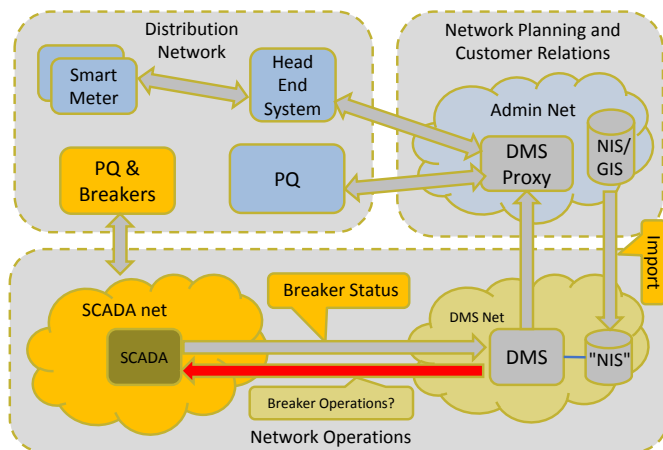 Distribution
Network
Network Planning and
Customer Relations
Smart
Meter
Head
End
System
Admin Net
NIS/
GIS
DMS
Proxy
PQ &
Breakers
PQ
Import
Breaker Status
SCADA net
DMS Net
SCADA
DMS
"NIS"
Breaker Operations?
Network Operations